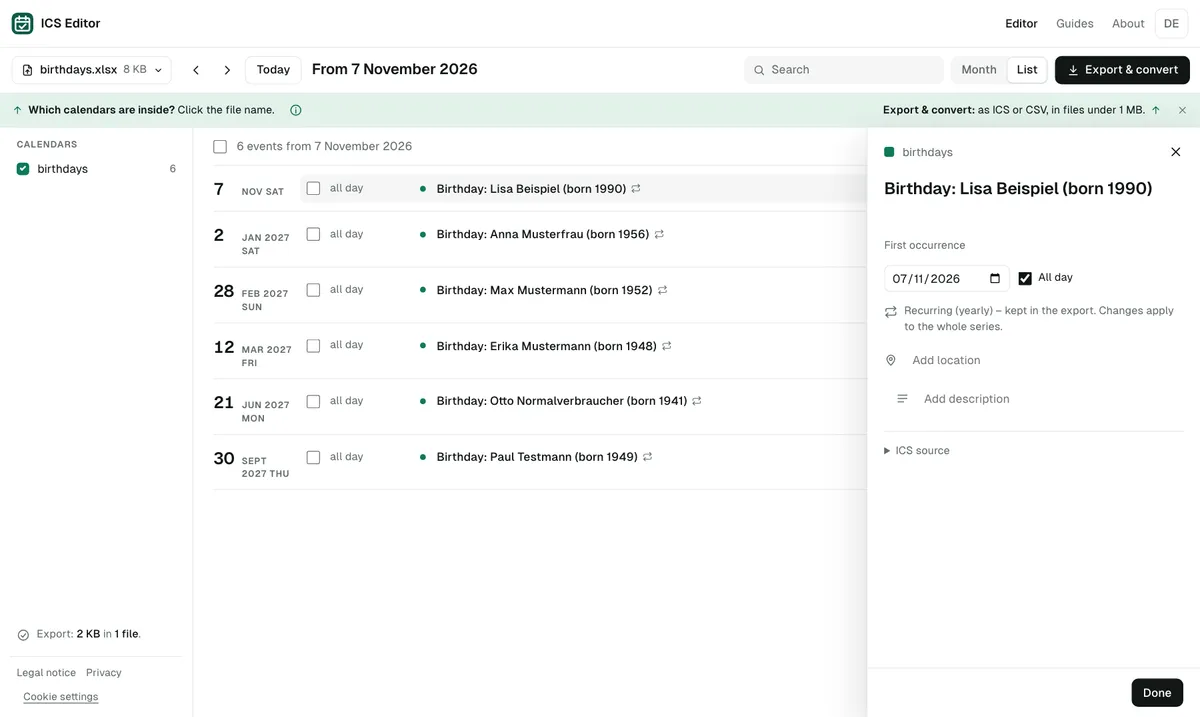 ICS Editor
Editor
Guides
About
DE
birthdays.xlsx 8 KB
Today
From 7 November 2026
Search
Month
List
Export & convert
Which calendars are inside? Click the file name.
Export & convert: as ICS or CSV, in files under 1 MB.
CALENDARS
birthdays 6
6 events from 7 November 2026
7 NOV SAT all day Birthday: Lisa Beispiel (born 1990)
2 JAN 2027 SAT all day Birthday: Anna Musterfrau (born 1956)
28 FEB 2027 SUN all day Birthday: Max Mustermann (born 1952)
12 MAR 2027 FRI all day Birthday: Erika Mustermann (born 1948)
21 JUN 2027 MON all day Birthday: Otto Normalverbraucher (born 1941)
30 SEPT 2027 THU all day Birthday: Paul Testmann (born 1949)
birthdays
Birthday: Lisa Beispiel (born 1990)
First occurrence
07/11/2026
All day
Recurring (yearly) – kept in the export. Changes apply
to the whole series.
Add location
Add description
ICS source
Done
Export: 2 KB in 1 file.
Legal notice Privacy
Cookie settings